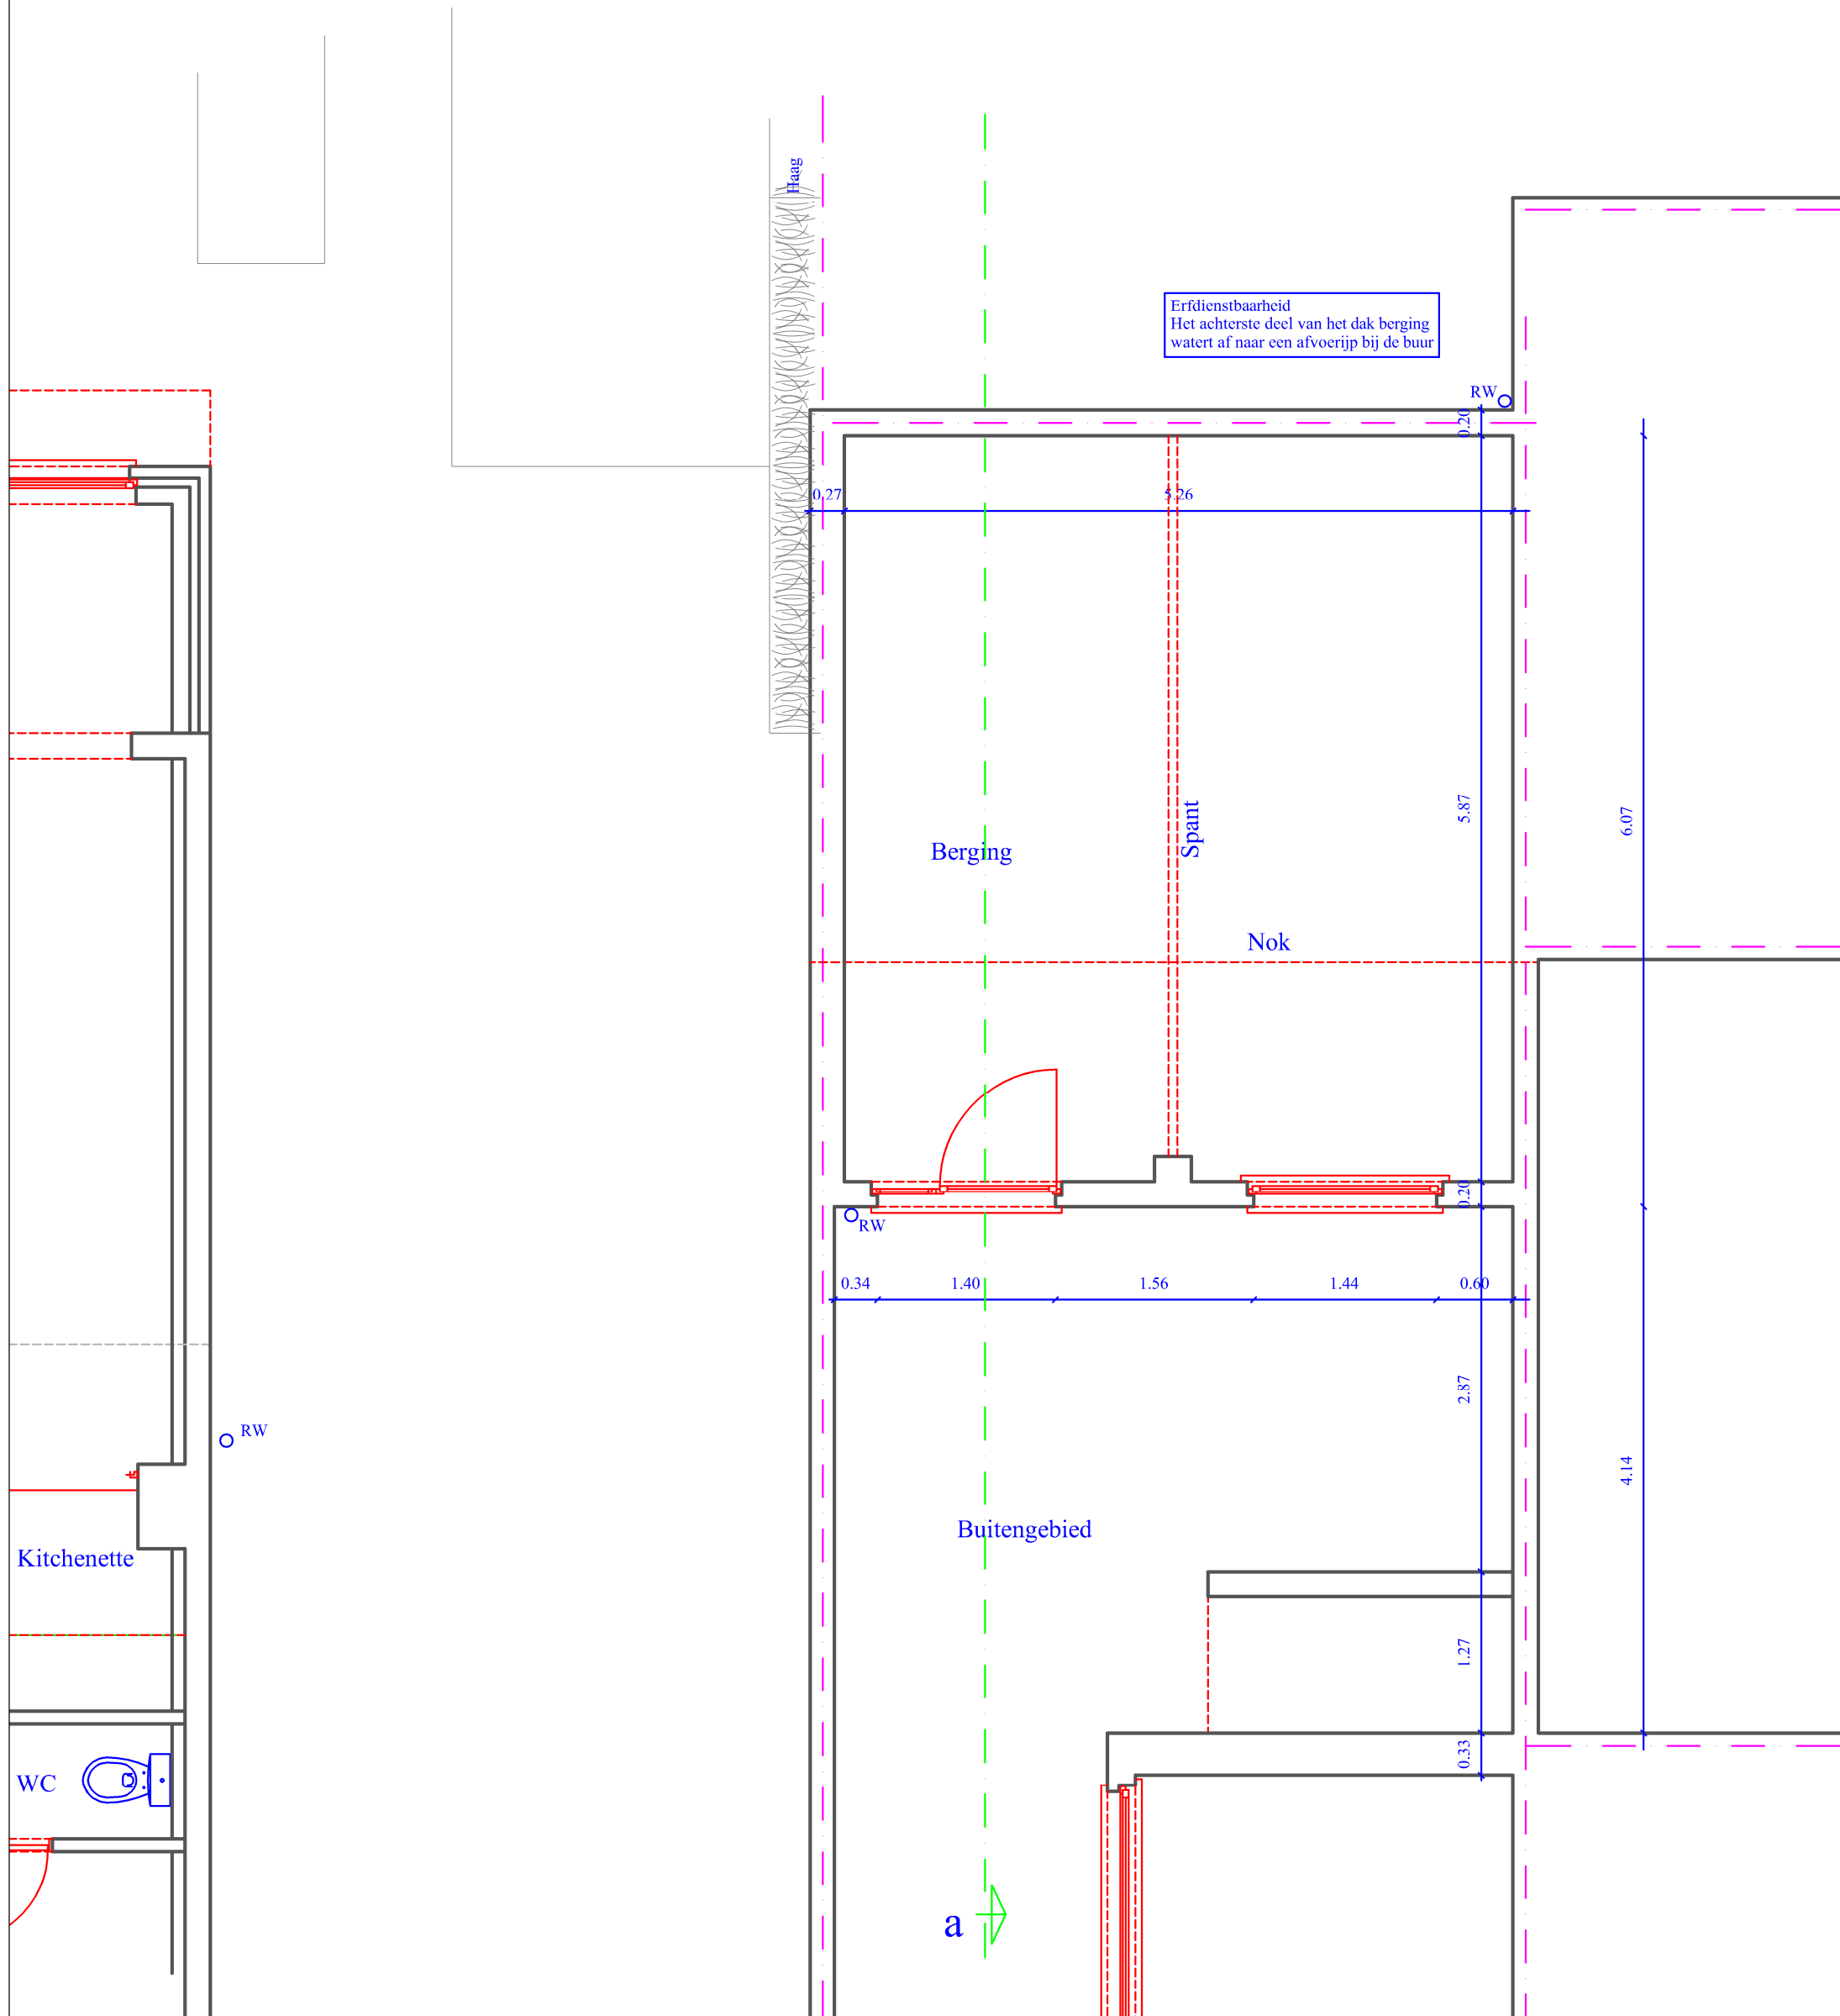 Haag
Erfdienstbaarheid
Het achterste deel van het dak berging
watert af naar een afvoerijp bij de buur
RW
0.20
0.27
5.26
5.87
6.07
Spant
Berging
Nok
0.20
RW
0.34
1.40
1.56
1.44
0.60
2.87
RW
4.14
Buitengebied
Kitchenette
1.27
0.33
WC
a